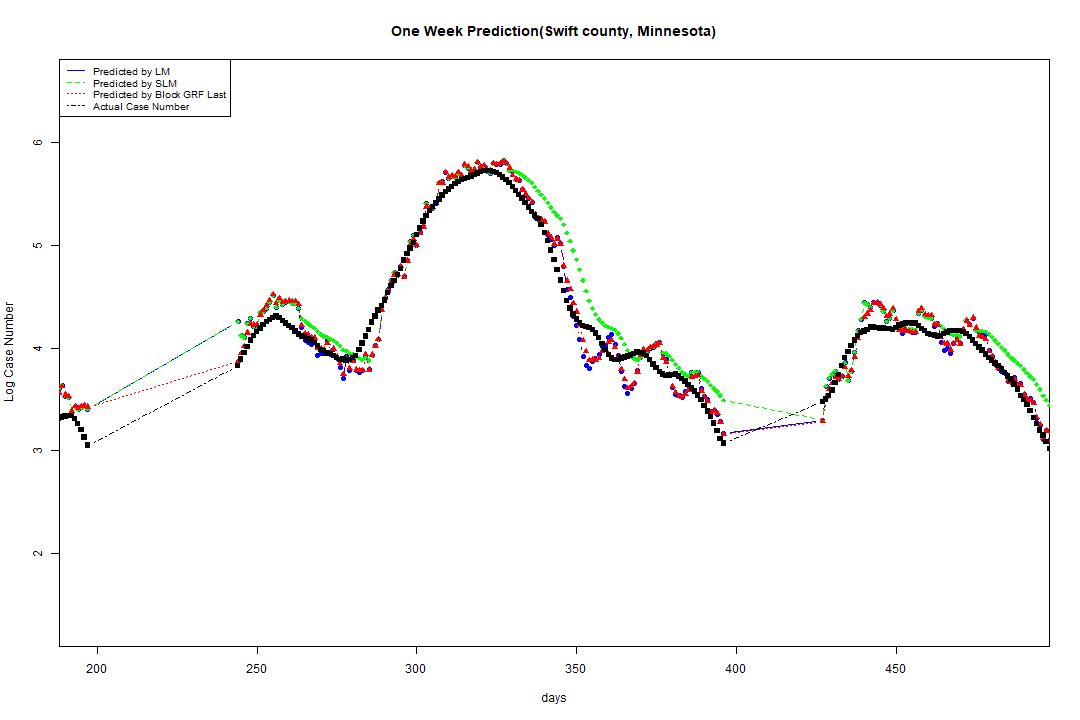 One Week Prediction(Swift county, Minnesota)
Predicted by LM
Predicted by SLM
Predicted by Block GRF Last
Actual Case Number
Log Case Number
6
5
4
3
2
200 250 300 350 400 450
days